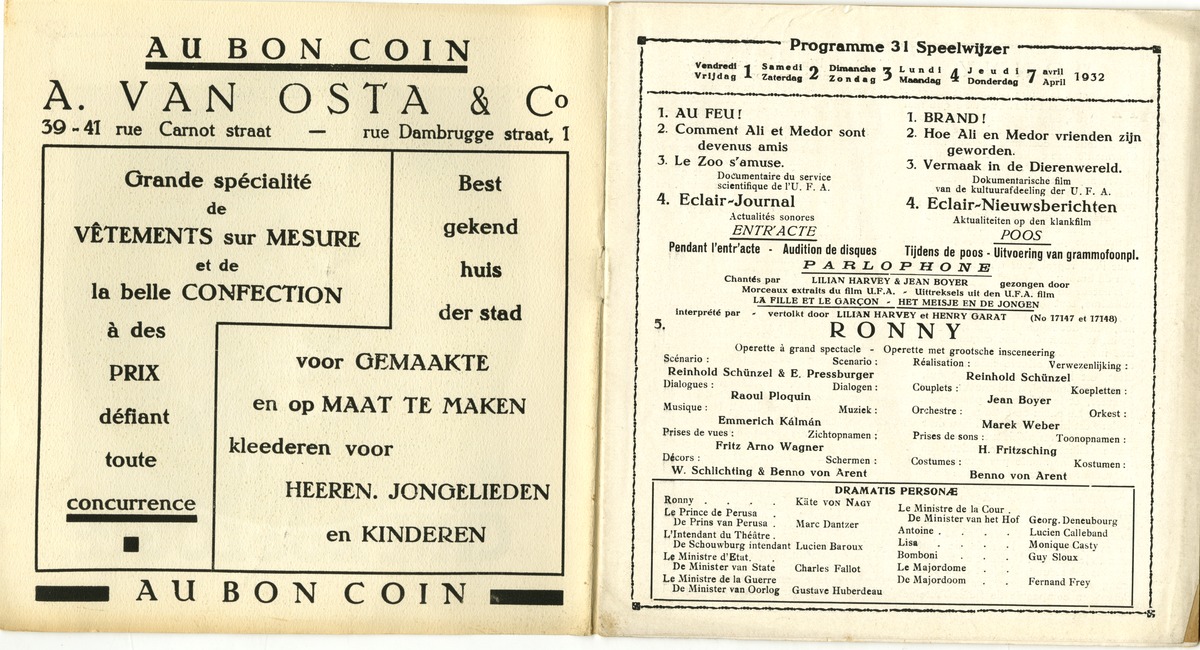 AU BON COIN
A. VAN OSTA & Co
39-41 rue Carnot straat — rue Dambrugge straat, 1
Grande spécialité
de
VÊTEMENTS sur MESURE
et de
la belle CONFECTION
à des
PRIX
défiant
toute
concurrence
Best
gekend
huis
der stad
voor GEMAAKTE
en op MAAT TE MAKEN
kleederen voor
HEEREN. JONGELIEDEN
en KINDEREN
AU BON COIN
Programme 31 Speelwijzer
Vendredi Vrijdag 1 Samedi Zaterdag 2 Dimanche Zondag 3 Lundi Maandag 4 Jeudi Donderdag 7 avril April 1932
1. AU FEU!
2. Comment Ali et Medor sont
devenus amis
3. Le Zoo s'amuse.
Documentaire du service
scientifique de l'U. F. A.
4. Eclair-Journal
Actualités sonores
ENTR'ACTE
Pendant l'entr'acte - Audition de disques
1. BRAND!
2. Hoe Ali en Medor vrienden zijn
geworden.
3. Vermaak in de Dierenwereld.
Dokumentarische film
van de kultuurafdeeling der U. F. A.
4. Eclair-Nieuwsberichten
Aktualiteiten op den klankfilm
POOS
Tijdens de poos - Uitvoering van grammofoonpl.
PARLOPHONE
Chantés par LILIAN HARVEY & JEAN BOYER gezongen door
Morceaux extraits du film U.F.A. - Uittreksels uit den U.F.A. film
LA FILLE ET LE GARÇON - HET MEISJE EN DE JONGEN
Interprété par - vertolkt door LILIAN HARVEY et HENRY GARAT (No 17147 et 17148)
5. RONNY
Operette à grand spectacle - Operette met grootsche insceneering
Scénario : Scenario :
Reinhold Schünzel & E. Pressburger
Dialogues : Dialogen :
Raoul Ploquin
Musique : Muziek :
Emmerich Kálmán
Prises de vues : Zichtopnamen :
Fritz Arno Wagner
Décors : Schermen :
W. Schlichting & Benno von Arent
Réalisation : Verwezenlijking :
Reinhold Schünzel
Couplets : Koepletten :
Jean Boyer
Orchestre : Orkest :
Marek Weber
Prises de sons : Toonopnamen :
H. Fritzsching
Costumes : Kostumen :
Benno von Arent
DRAMATIS PERSONÆ
Ronny . . . . Käte VON NAGY
Le Prince de Perusa .
De Prins van Perusa . Marc Dantzer
L'Intendant du Théâtre .
De Schouwburg intendant Lucien Baroux
Le Ministre d'Etat. .
De Minister van State Charles Fallot
Le Ministre de la Guerre
De Minister van Oorlog Gustave Huberdeau
Le Ministre de la Cour .
De Minister van het Hof Georg. Deneubourg
Antoine . . . . Lucien Calleband
Lisa . . . . Monique Casty
Bomboni . . . Guy Sloux
Le Majordome . .
De Majordoom . . Fernand Frey